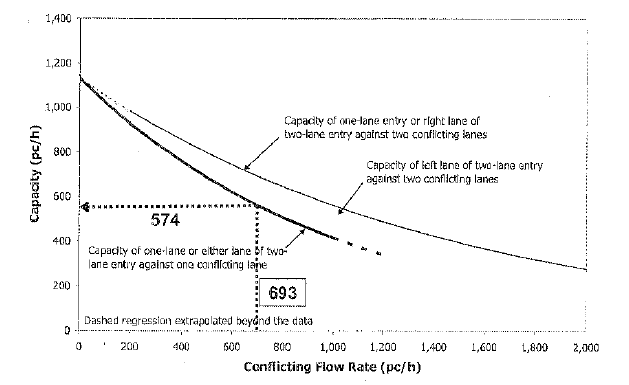 1,400
1,200
1,000
800
600
400
200
0
Capacity (pc/h)
Capacity of one-lane entry or right lane of
two-lane entry against two conflicting lanes
Capacity of left lane of two-lane entry
against two conflicting lanes
574
Capacity of one-lane or either lane of two-
lane entry against one conflicting lane
693
Dashed regression extrapolated beyond the data
0 200 400 600 800 1,000 1,200 1,400 1,600 1,800 2,000
Conflicting Flow Rate (pc/h)